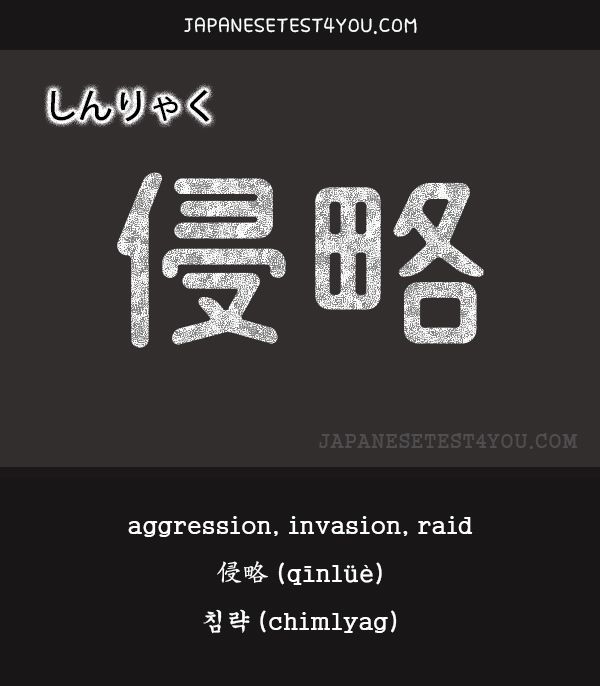 JAPANESETEST4YOU.COM
しんりゃく
侵略
JAPANESETEST4YOU.COM
aggression, invasion, raid
侵略 (qīnlüè)
침략 (chimlyag)